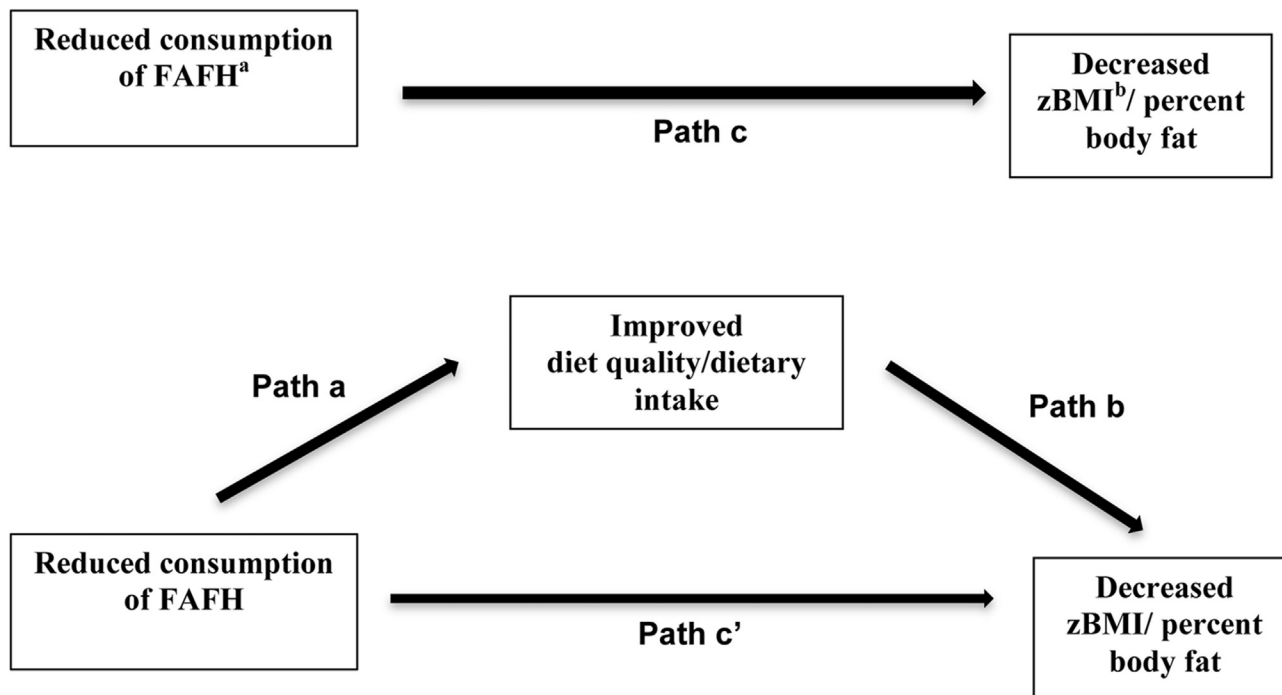 Reduced consumption
of FAFHᵃ
Decreased
zBMIᵇ/ percent
body fat
Path c
Improved
diet quality/dietary
intake
Path a
Path b
Reduced consumption
of FAFH
Decreased
zBMI/ percent
body fat
Path c’